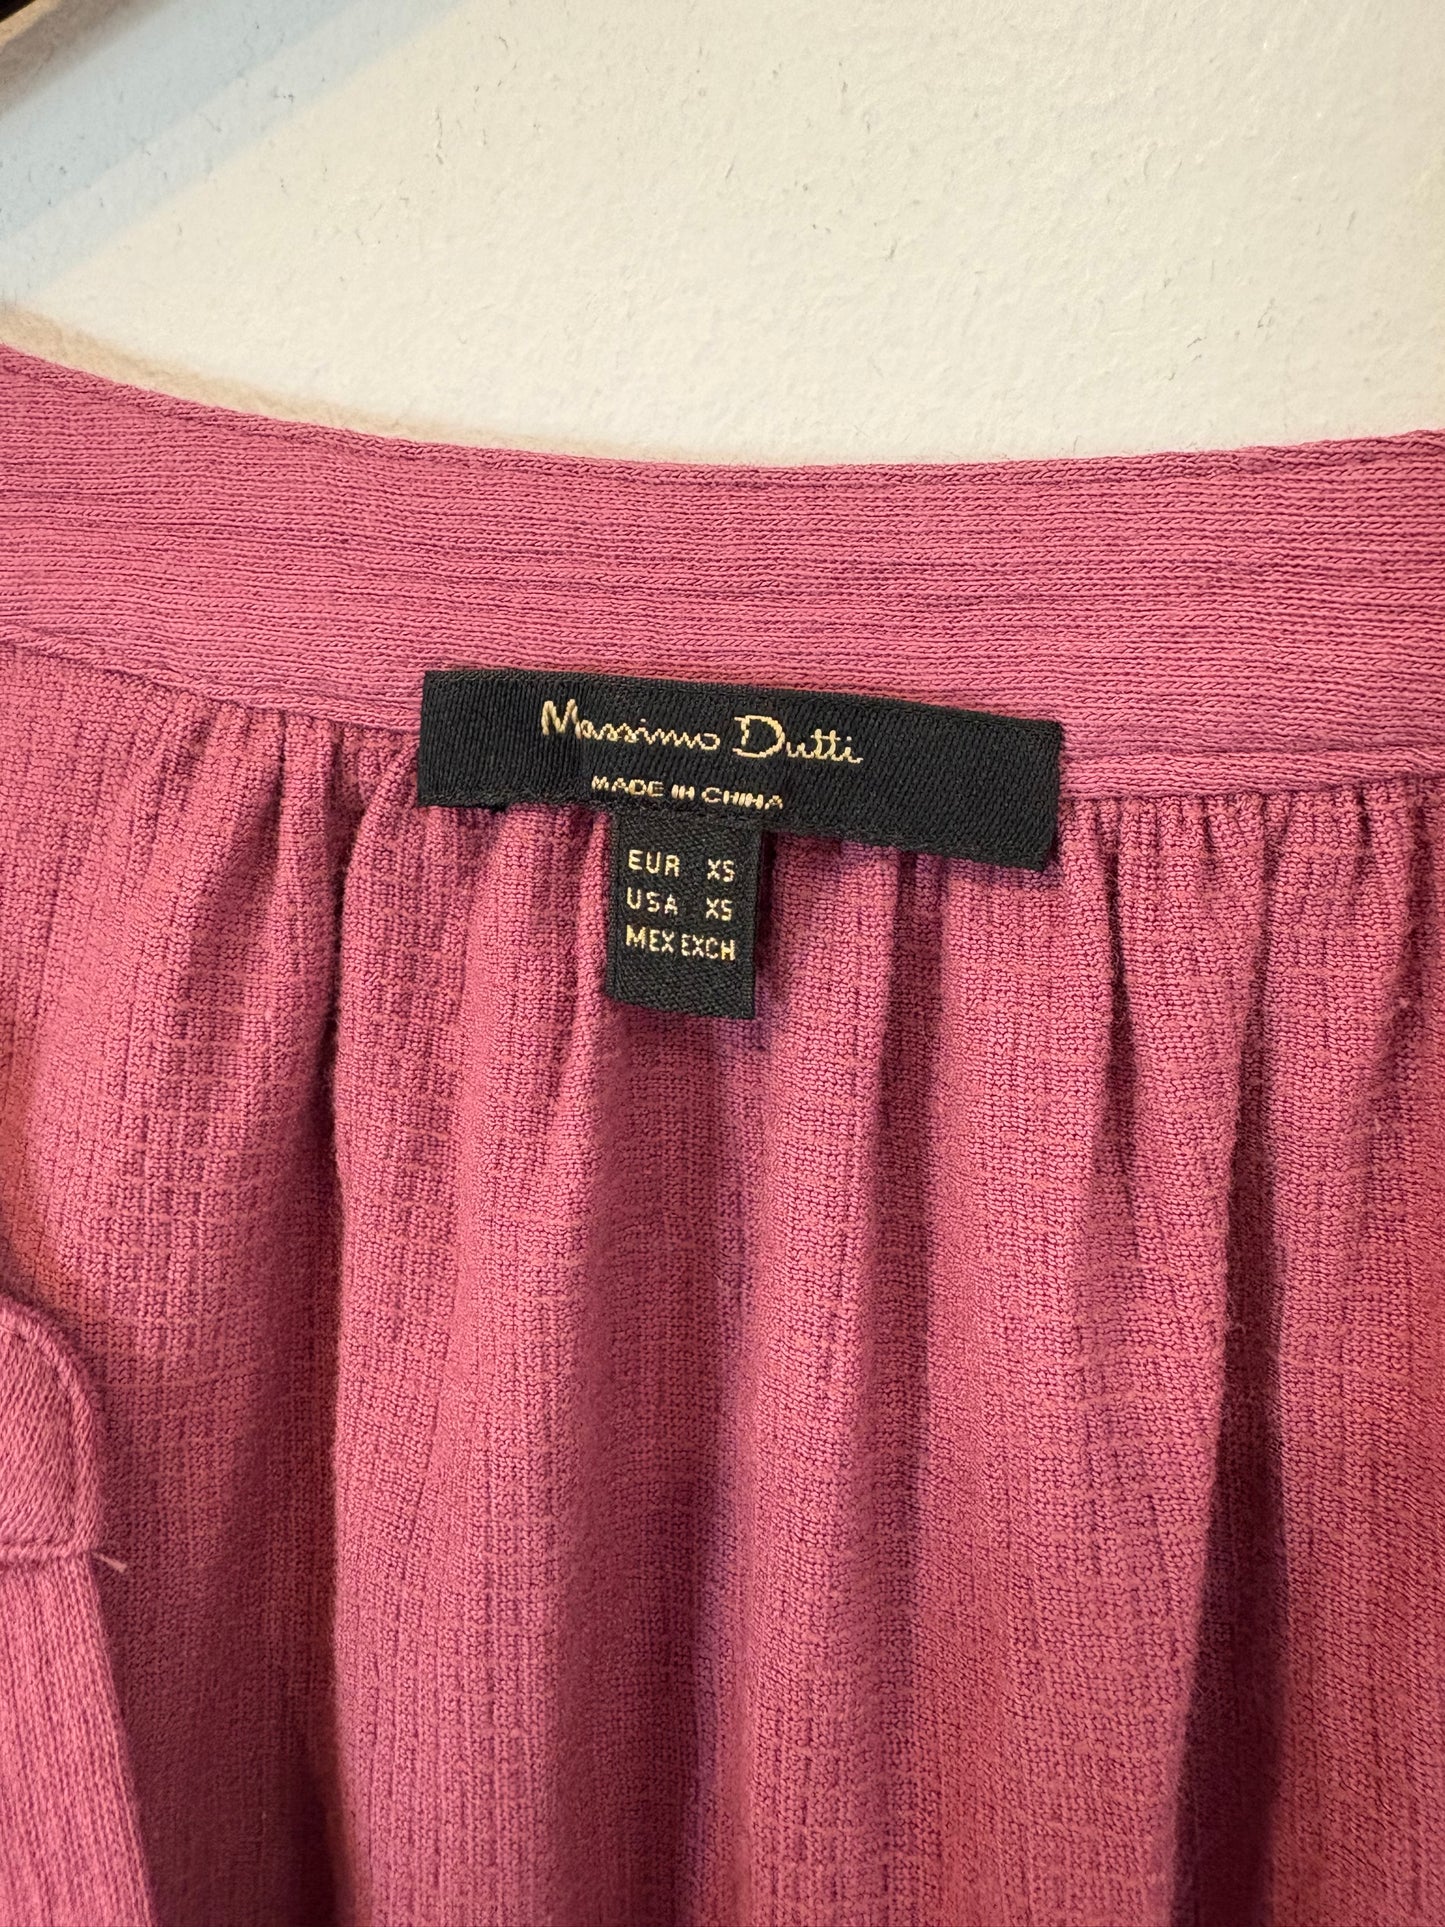 Massimo Dutti
MADE IN CHINA
EUR XS
USA XS
MEX EXCH